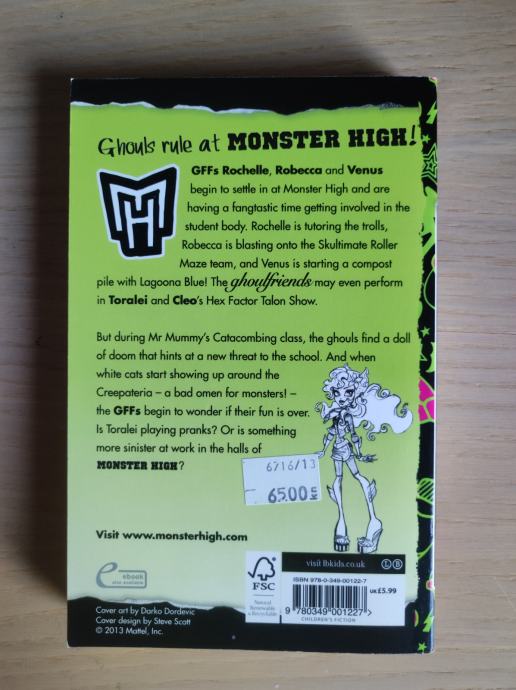 Ghouls rule at MONSTER HIGH!
MH
GFFs Rochelle, Robecca and Venus
begin to settle in at Monster High and are
having a fangtastic time getting involved in the
student body. Rochelle is tutoring the trolls,
Robecca is blasting onto the Skultimate Roller
Maze team, and Venus is starting a compost
pile with Lagoona Blue! The ghoulfriends may even perform
in Toralei and Cleo's Hex Factor Talon Show.
But during Mr Mummy's Catacombing class, the ghouls find a doll
of doom that hints at a new threat to the school. And when
white cats start showing up around the
Creepateria – a bad omen for monsters! –
the GFFs begin to wonder if their fun is over.
Is Toralei playing pranks? Or is something
more sinister at work in the halls of
MONSTER HIGH?
6716/13
65.00 kn
Visit www.monsterhigh.com
e ebook
also available
FSC
Natural
Renewable
& Recyclable
visit lbkids.co.uk L B
ISBN 978-0-349-00122-7
UK £5.99
9 780349 001227 >
CHILDREN'S FICTION
Cover art by Darko Dordevic
Cover design by Steve Scott
© 2013 Mattel, Inc.